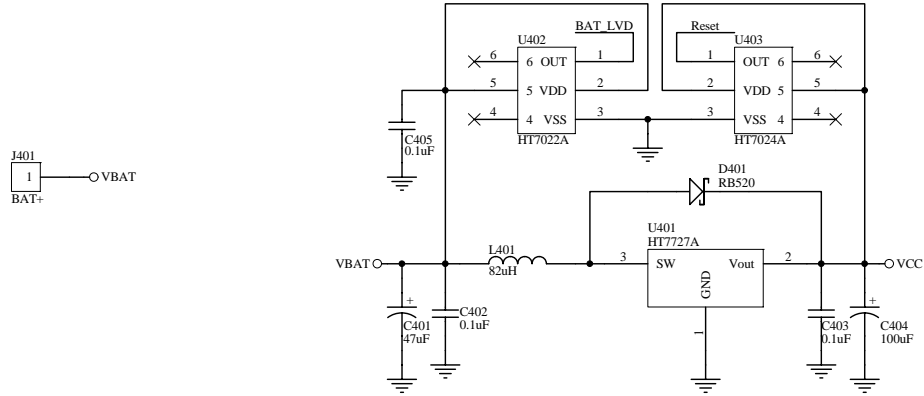 BAT_LVD
Reset
U402
U403
6 6 OUT 1
1 OUT 6 6
5 5 VDD 2
2 VDD 5 5
4 4 VSS 3
3 VSS 4 4
HT7022A
HT7024A
C405
0.1uF
J401
1
VBAT
BAT+
D401
RB520
U401
HT7727A
L401
VBAT
82uH
3 SW Vout 2
VCC
GND
1
+
C401
47uF
C402
0.1uF
C403
0.1uF
+
C404
100uF